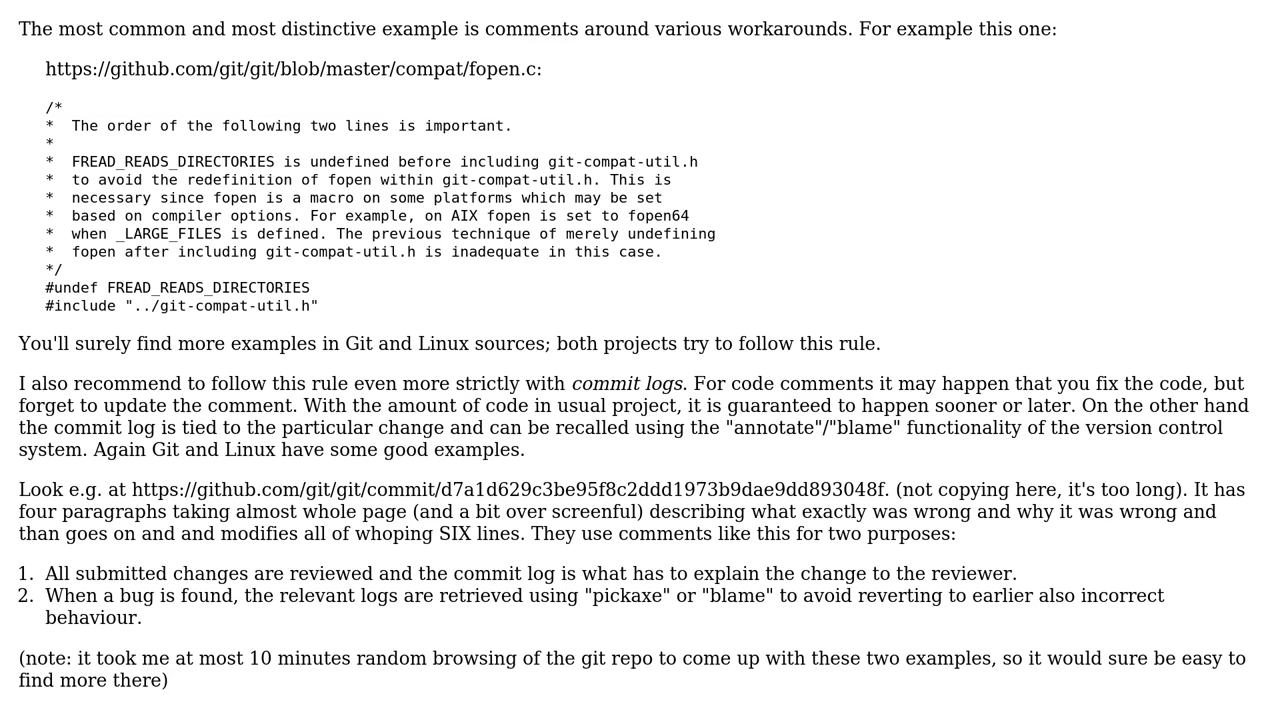 The most common and most distinctive example is comments around various workarounds. For example this one:
https://github.com/git/git/blob/master/compat/fopen.c:
/*
*  The order of the following two lines is important.
*
*  FREAD_READS_DIRECTORIES is undefined before including git-compat-util.h
*  to avoid the redefinition of fopen within git-compat-util.h. This is
*  necessary since fopen is a macro on some platforms which may be set
*  based on compiler options. For example, on AIX fopen is set to fopen64
*  when _LARGE_FILES is defined. The previous technique of merely undefining
*  fopen after including git-compat-util.h is inadequate in this case.
*/
#undef FREAD_READS_DIRECTORIES
#include "../git-compat-util.h"
You'll surely find more examples in Git and Linux sources; both projects try to follow this rule.
I also recommend to follow this rule even more strictly with commit logs. For code comments it may happen that you fix the code, but
forget to update the comment. With the amount of code in usual project, it is guaranteed to happen sooner or later. On the other hand
the commit log is tied to the particular change and can be recalled using the "annotate"/"blame" functionality of the version control
system. Again Git and Linux have some good examples.
Look e.g. at https://github.com/git/git/commit/d7a1d629c3be95f8c2ddd1973b9dae9dd893048f. (not copying here, it's too long). It has
four paragraphs taking almost whole page (and a bit over screenful) describing what exactly was wrong and why it was wrong and
than goes on and and modifies all of whoping SIX lines. They use comments like this for two purposes:
1. All submitted changes are reviewed and the commit log is what has to explain the change to the reviewer.
2. When a bug is found, the relevant logs are retrieved using "pickaxe" or "blame" to avoid reverting to earlier also incorrect
behaviour.
(note: it took me at most 10 minutes random browsing of the git repo to come up with these two examples, so it would sure be easy to
find more there)